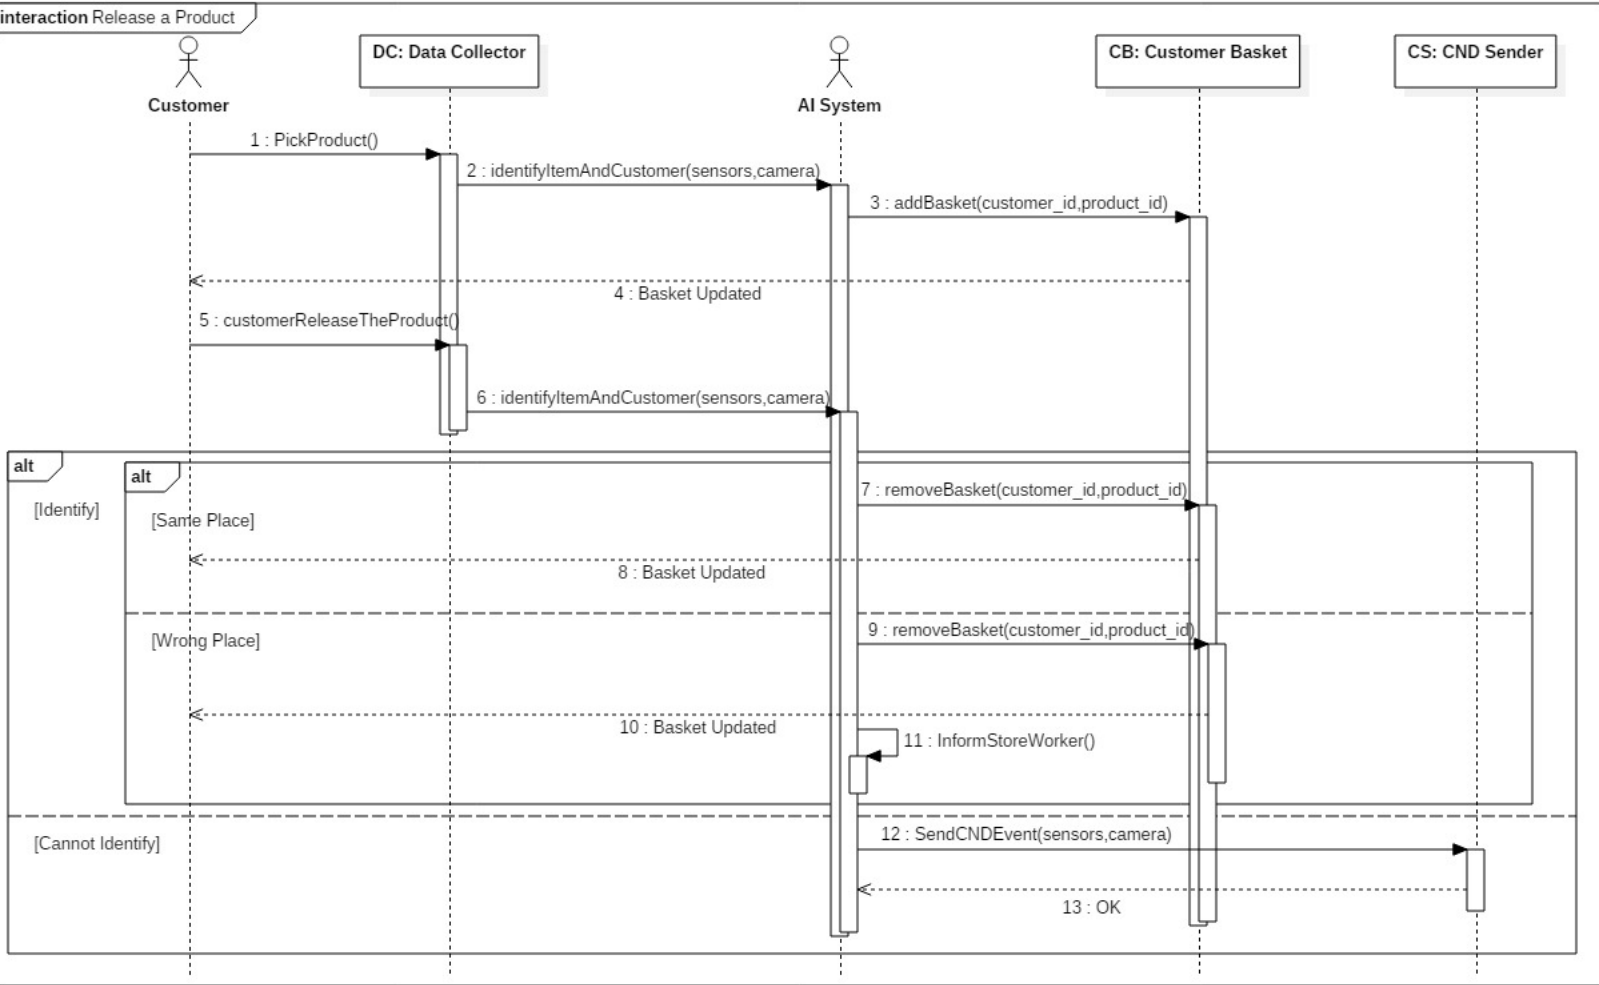 interaction Release a Product
Customer
DC: Data Collector
AI System
CB: Customer Basket
CS: CND Sender
1 : PickProduct()
2 : identifyItemAndCustomer(sensors,camera)
3 : addBasket(customer_id,product_id)
4 : Basket Updated
5 : customerReleaseTheProduct()
6 : identifyItemAndCustomer(sensors,camera)
alt
alt
[Identify]
[Same Place]
7 : removeBasket(customer_id,product_id)
8 : Basket Updated
[Wrong Place]
9 : removeBasket(customer_id,product_id)
10 : Basket Updated
11 : InformStoreWorker()
[Cannot Identify]
12 : SendCNDEvent(sensors,camera)
13 : OK